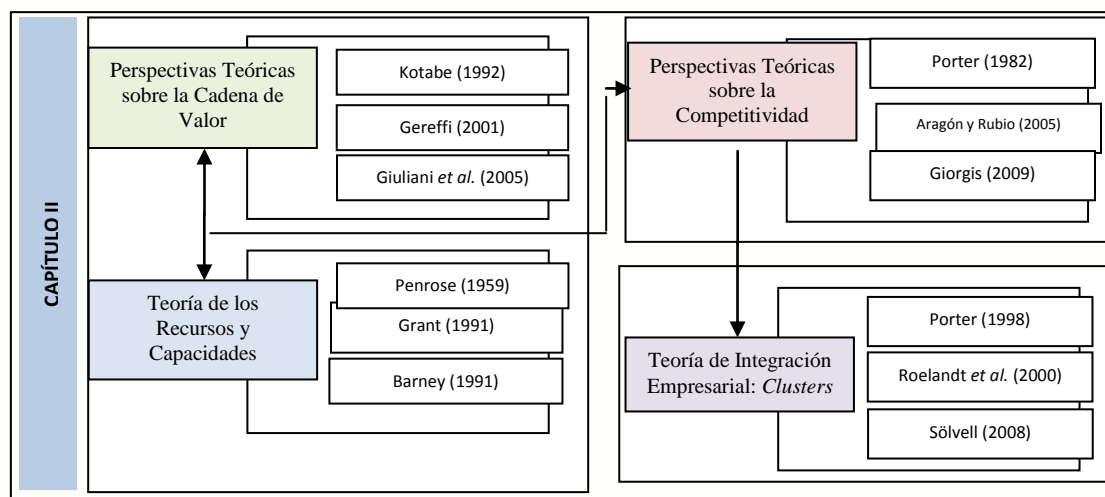 CAPÍTULO II
Perspectivas Teóricas
sobre la Cadena de
Valor
Kotabe (1992)
Gereffi (2001)
Giuliani et al. (2005)
Teoría de los
Recursos y
Capacidades
Penrose (1959)
Grant (1991)
Barney (1991)
Perspectivas Teóricas
sobre la
Competitividad
Porter (1982)
Aragón y Rubio (2005)
Giorgis (2009)
Teoría de Integración
Empresarial: Clusters
Porter (1998)
Roelandt et al. (2000)
Sölvell (2008)